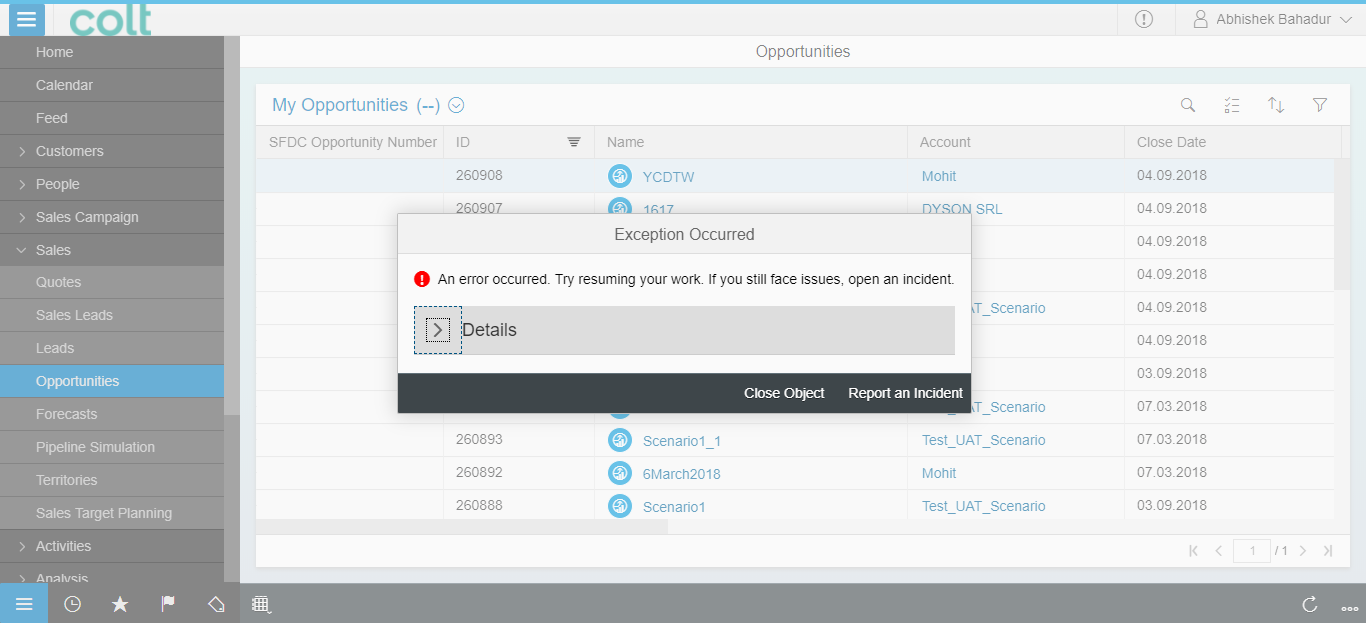 colt
Abhishek Bahadur
Home
Calendar
Feed
Customers
People
Sales Campaign
Sales
Quotes
Sales Leads
Leads
Opportunities
Forecasts
Pipeline Simulation
Territories
Sales Target Planning
Activities
Analysis
Opportunities
My Opportunities (--)
SFDC Opportunity Number ID Name Account Close Date
260908 YCDTW Mohit 04.09.2018
260907 1617 DYSON SRL 04.09.2018
04.09.2018
04.09.2018
AT_Scenario 04.09.2018
04.09.2018
03.09.2018
AT_Scenario 07.03.2018
260893 Scenario1_1 Test_UAT_Scenario 07.03.2018
260892 6March2018 Mohit 07.03.2018
260888 Scenario1 Test_UAT_Scenario 03.09.2018
1 / 1
Exception Occurred
An error occurred. Try resuming your work. If you still face issues, open an incident.
Details
Close Object Report an Incident